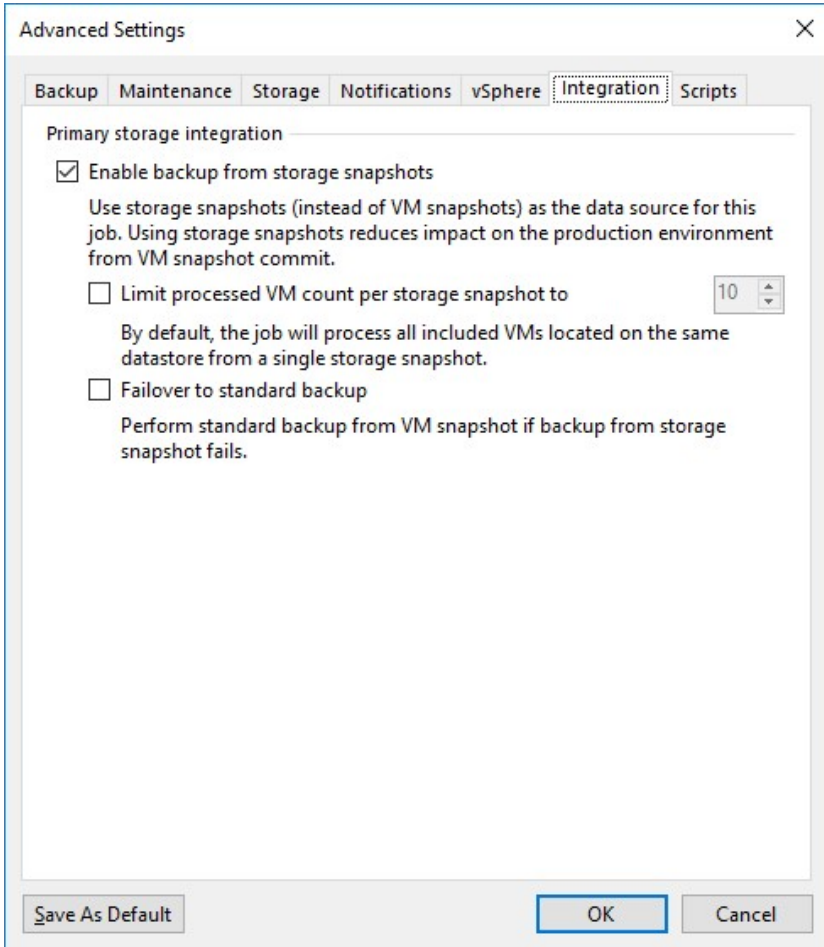 Advanced Settings
Backup Maintenance Storage Notifications vSphere Integration Scripts
Primary storage integration
Enable backup from storage snapshots
Use storage snapshots (instead of VM snapshots) as the data source for this
job. Using storage snapshots reduces impact on the production environment
from VM snapshot commit.
Limit processed VM count per storage snapshot to 10
By default, the job will process all included VMs located on the same
datastore from a single storage snapshot.
Failover to standard backup
Perform standard backup from VM snapshot if backup from storage
snapshot fails.
Save As Default OK Cancel